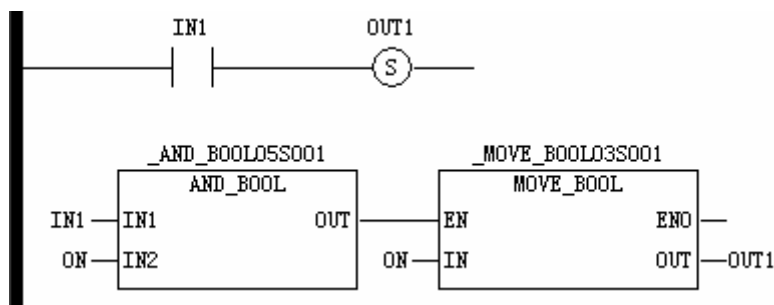 IN1 OUT1
S
_AND_BOOL05S001 _MOVE_BOOL03S001
AND_BOOL MOVE_BOOL
IN1 IN1 OUT EN ENO
ON IN2 ON IN OUT OUT1